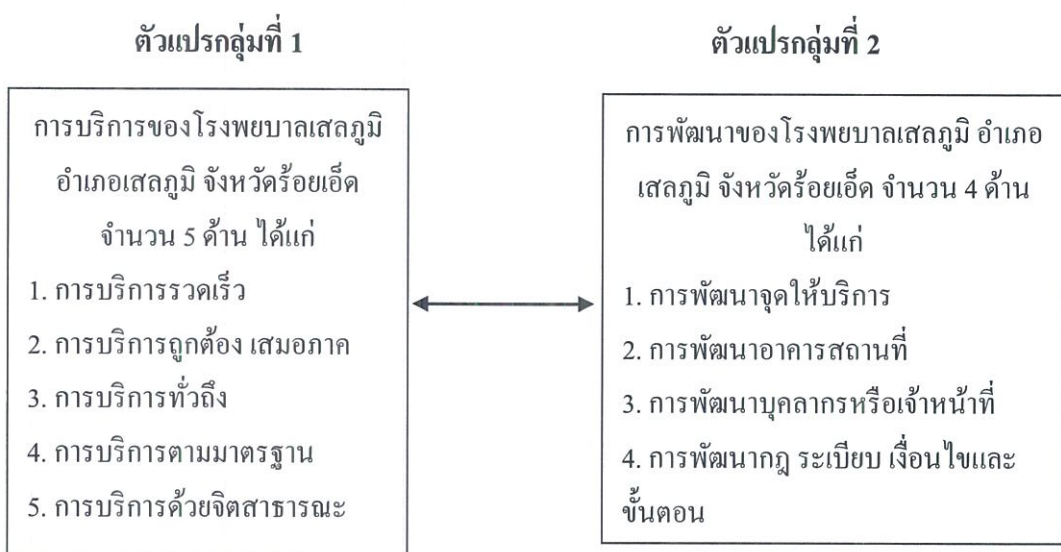 ตัวแปรกลุ่มที่ 1
การบริการของโรงพยบาลเสลภูมิ
อำเภอเสลภูมิ จังหวัดร้อยเอ็ด
จำนวน 5 ด้าน ได้แก่
1. การบริการรวดเร็ว
2. การบริการถูกต้อง เสมอภาค
3. การบริการทั่วถึง
4. การบริการตามมาตรฐาน
5. การบริการด้วยจิตสาธารณะ
ตัวแปรกลุ่มที่ 2
การพัฒนาของโรงพยบาลเสลภูมิ อำเภอ
เสลภูมิ จังหวัดร้อยเอ็ด จำนวน 4 ด้าน
ได้แก่
1. การพัฒนาจุดให้บริการ
2. การพัฒนาอาคารสถานที่
3. การพัฒนาบุคลากรหรือเจ้าหน้าที่
4. การพัฒนากฎ ระเบียบ เงื่อนไขและ
ขั้นตอน